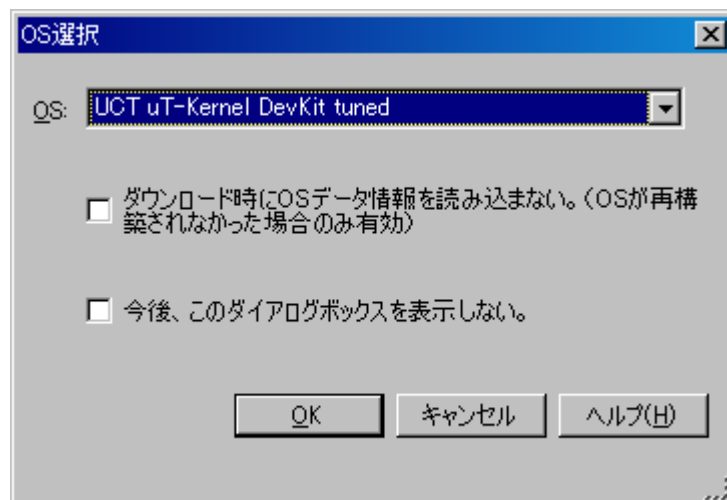 OS選択
OS: UCT uT-Kernel DevKit tuned
ダウンロード時にOSデータ情報を読み込まない。(OSが再構
築されなかった場合のみ有効)
今後、このダイアログボックスを表示しない。
OK キャンセル ヘルプ(H)